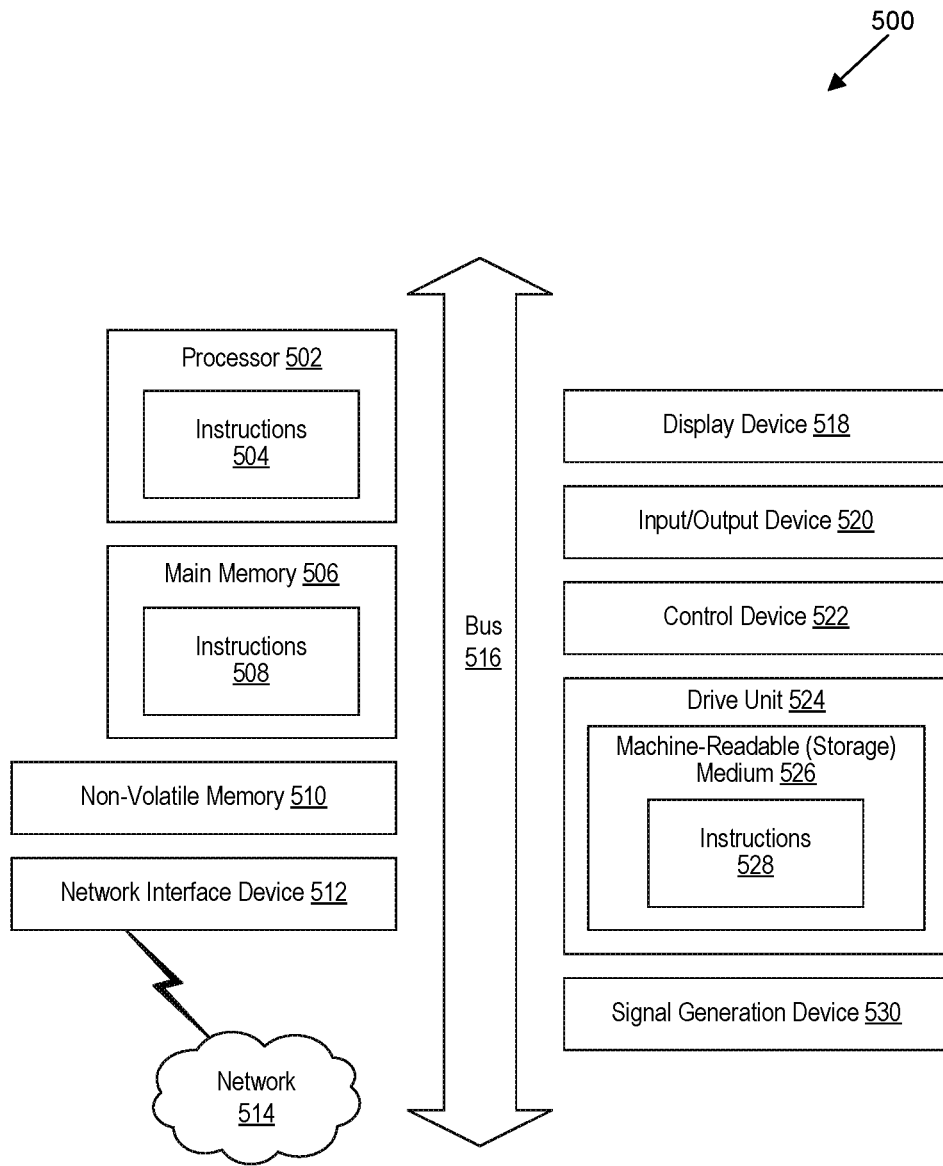 500
Processor 502
Instructions
504
Main Memory 506
Instructions
508
Non-Volatile Memory 510
Network Interface Device 512
Network
514
Bus
516
Display Device 518
Input/Output Device 520
Control Device 522
Drive Unit 524
Machine-Readable (Storage)
Medium 526
Instructions
528
Signal Generation Device 530